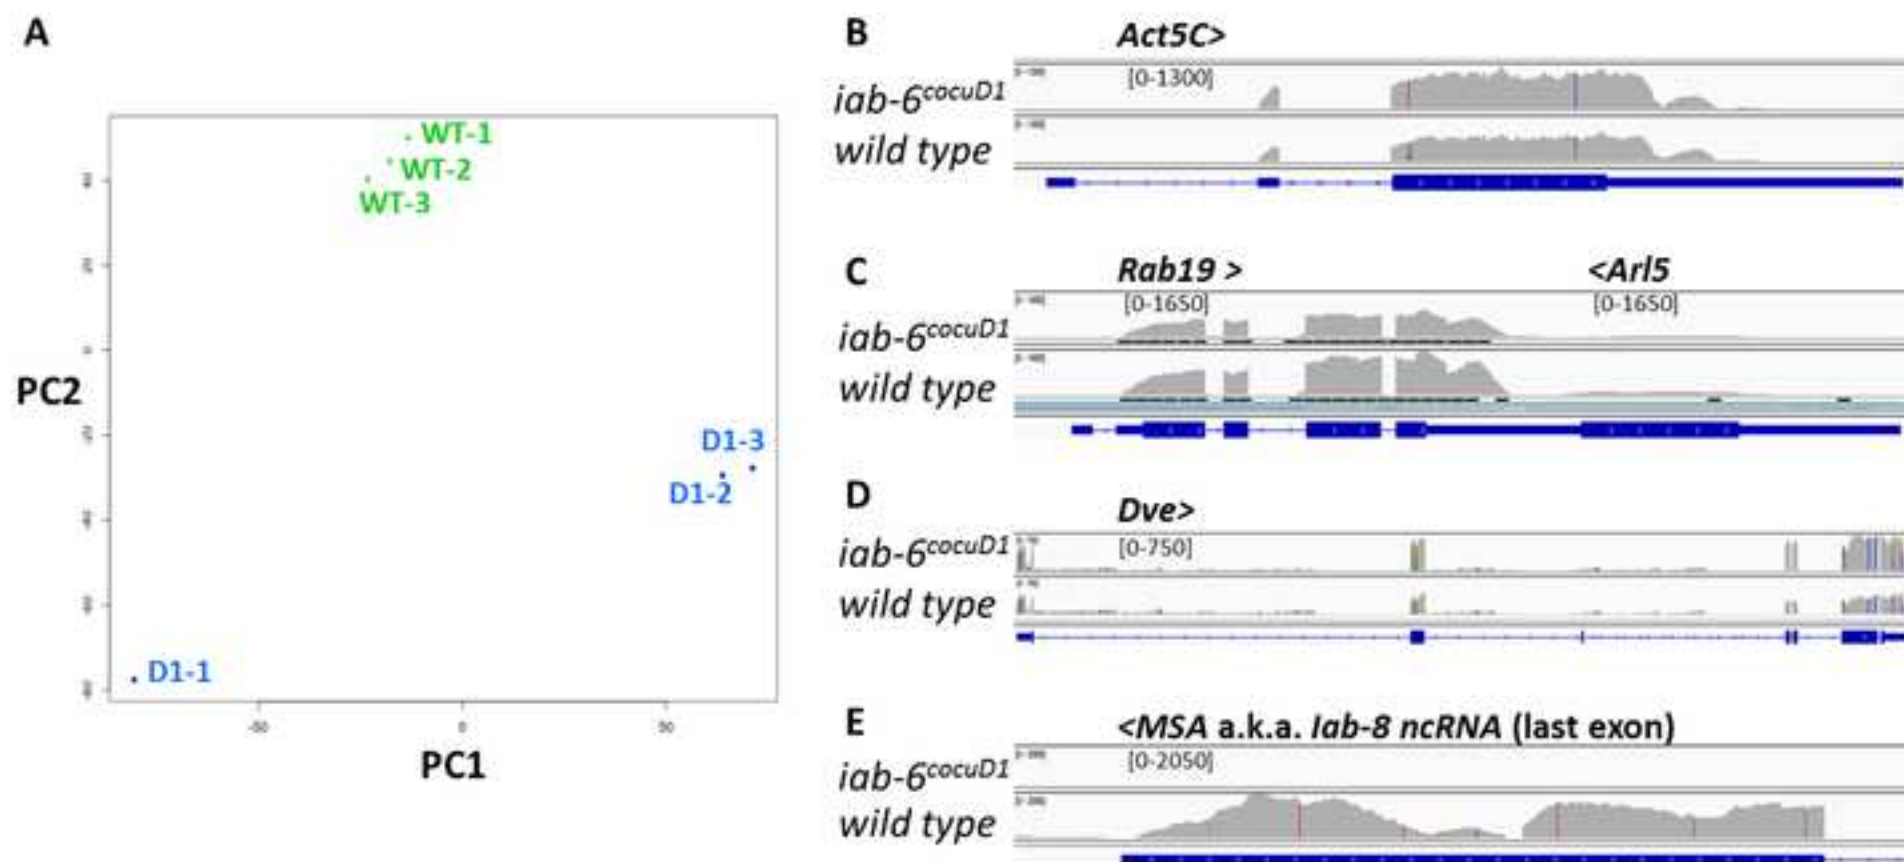 A
WT-1
WT-2
WT-3
D1-3
D1-2
D1-1
PC2
-50
0
50
PC1
B
Act5C>
[0-1300]
iab-6cocuD1
wild type
C
Rab19 >
<Arl5
[0-1650]
[0-1650]
iab-6cocuD1
wild type
D
Dve>
[0-750]
iab-6cocuD1
wild type
E
<MSA a.k.a. Iab-8 ncRNA (last exon)
[0-2050]
iab-6cocuD1
wild type